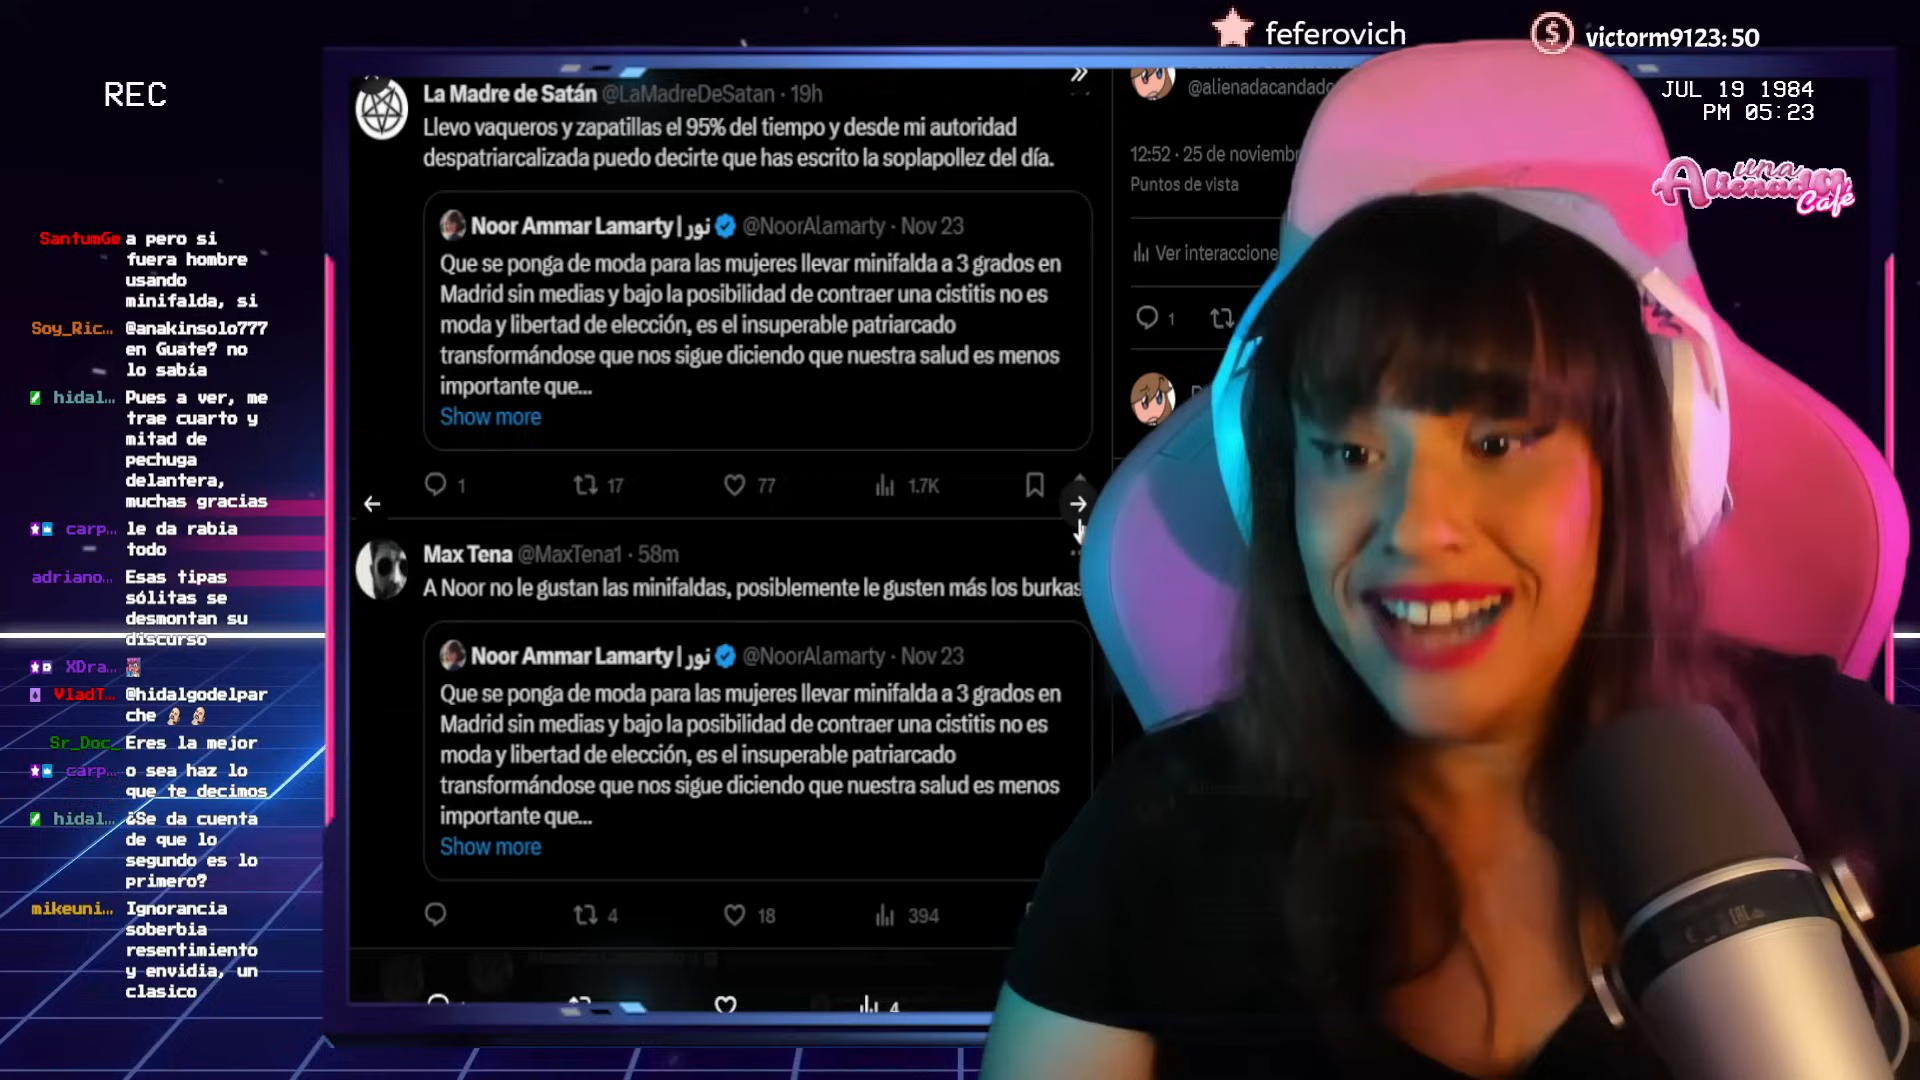 feferovich
victorm9123: 50
REC
JUL 19 1984
PM 05:23
una
Alienada
Café
SantumGe a pero si
fuera hombre
usando
minifalda, si
Soy_Ric… @anakinsolo777
en Guate? no
lo sabía
hidal… Pues a ver, me
trae cuarto y
mitad de
pechuga
delantera,
muchas gracias
carp… le da rabia
todo
adriano… Esas tipas
sólitas se
desmontan su
discurso
XDra…
VladT… @hidalgodelpar
che
Sr_Doc_ Eres la mejor
carp… o sea haz lo
que te decimos
hidal… ¿Se da cuenta
de que lo
segundo es lo
primero?
mikeuni… Ignorancia
soberbia
resentimiento
y envidia, un
clasico
La Madre de Satán @LaMadreDeSatan · 19h
Llevo vaqueros y zapatillas el 95% del tiempo y desde mi autoridad
despatriarcalizada puedo decirte que has escrito la soplapollez del día.
Noor Ammar Lamarty | نور @NoorAlamarty · Nov 23
Que se ponga de moda para las mujeres llevar minifalda a 3 grados en
Madrid sin medias y bajo la posibilidad de contraer una cistitis no es
moda y libertad de elección, es el insuperable patriarcado
transformándose que nos sigue diciendo que nuestra salud es menos
importante que...
Show more
1 17 77 1.7K
Max Tena @MaxTena1 · 58m
A Noor no le gustan las minifaldas, posiblemente le gusten más los burkas
Noor Ammar Lamarty | نور @NoorAlamarty · Nov 23
Que se ponga de moda para las mujeres llevar minifalda a 3 grados en
Madrid sin medias y bajo la posibilidad de contraer una cistitis no es
moda y libertad de elección, es el insuperable patriarcado
transformándose que nos sigue diciendo que nuestra salud es menos
importante que...
Show more
4 18 394
4
@alienadacandado
12:52 · 25 de noviembr
Puntos de vista
Ver interaccione
1